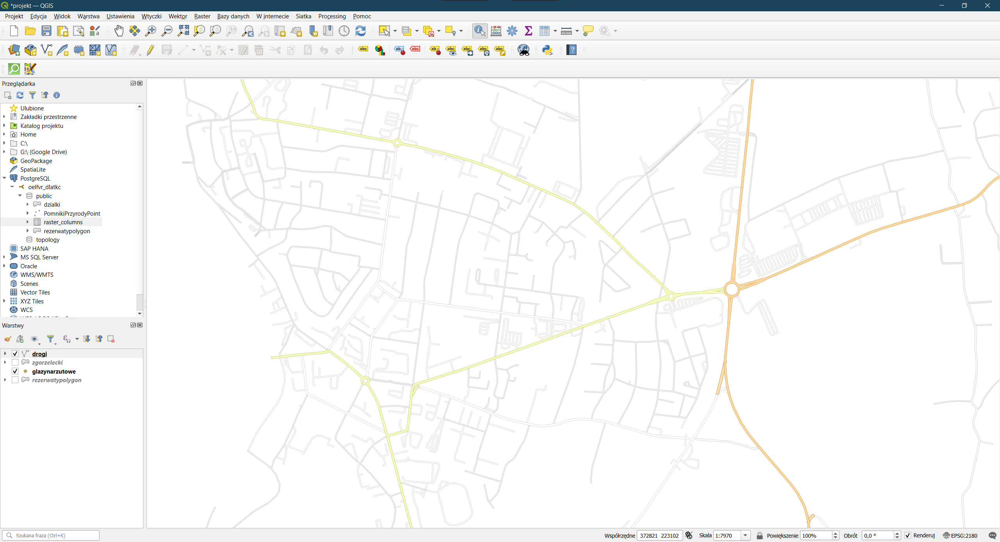 *projekt — QGIS
Projekt Edycja Widok Warstwa Ustawienia Wtyczki Wektor Raster Bazy danych W internecie Siatka Processing Pomoc
Przeglądarka
Ulubione
Zakładki przestrzenne
Katalog projektu
Home
C:\
G:\ (Google Drive)
GeoPackage
SpatiaLite
PostgreSQL
oelfvr_dlatkc
public
dzialki
PomnikiPrzyrodyPoint
raster_columns
rezerwatypolygon
topology
SAP HANA
MS SQL Server
Oracle
WMS/WMTS
Scenes
Vector Tiles
XYZ Tiles
WCS
Warstwy
drogi
zgorzelecki
glazynarzutowe
rezerwatypolygon
Szukana fraza (Ctrl+K)
Współrzędne 372821 223102 Skala 1:7970 Powiększenie 100% Obrót 0,0 ° Renderuj EPSG:2180